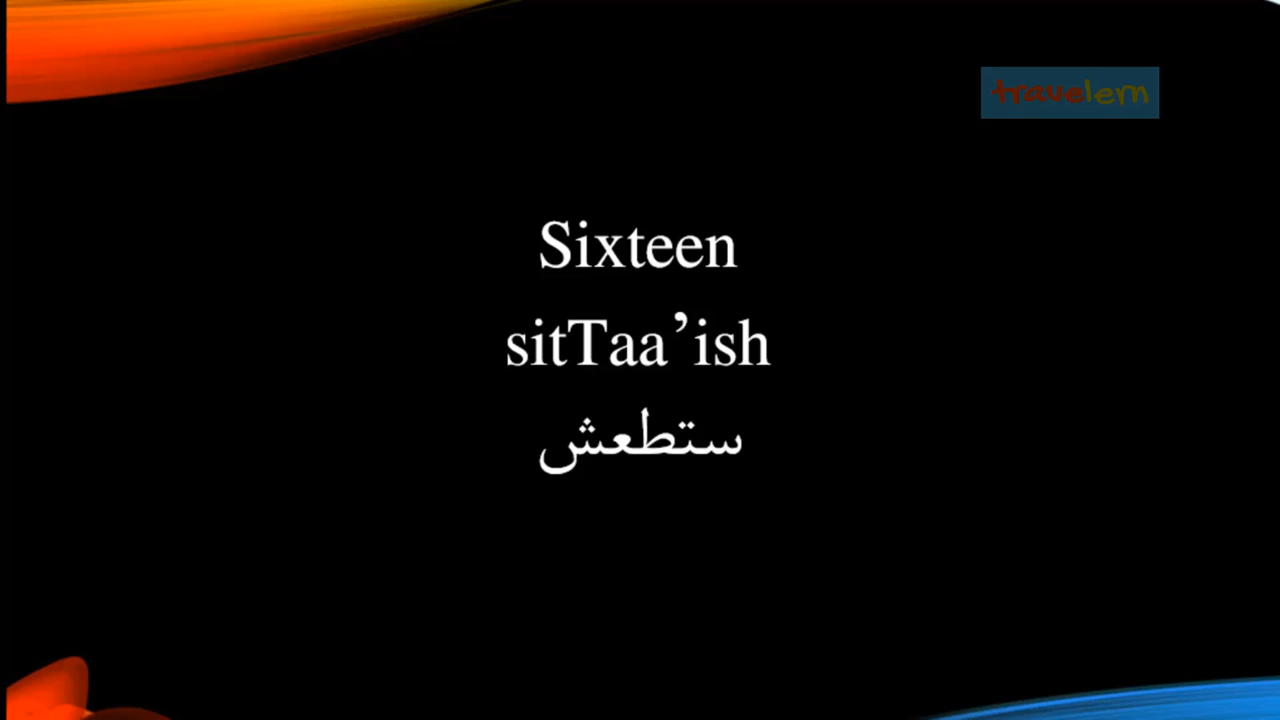 travelern
Sixteen
sitTaa’ish
ستطعش